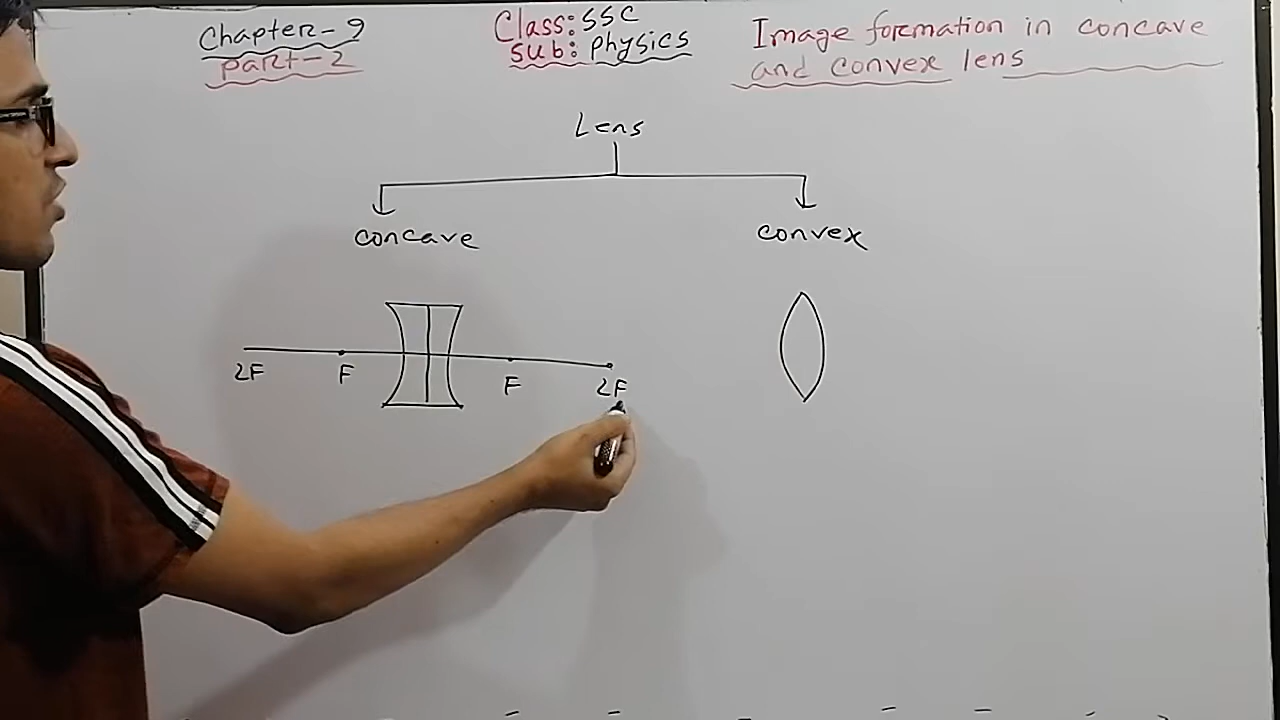 Chapter-9
Part-2
Class: SSC
Sub: Physics
Image formation in concave
and convex lens
Lens
concave
convex
2F F F 2F